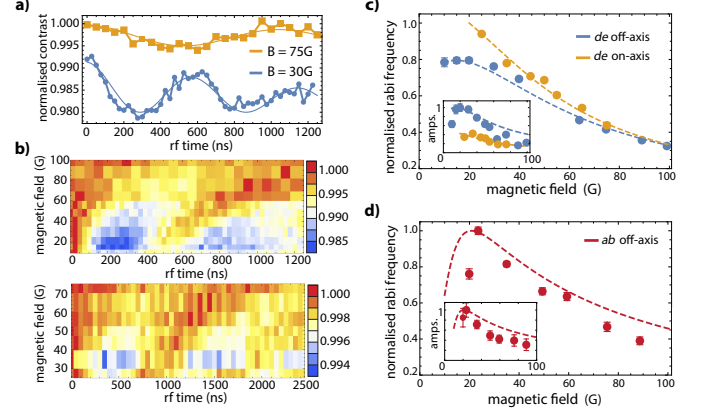 a)
normalised contrast
1.000
0.995
0.990
0.985
0.980
B = 75G
B = 30G
0 200 400 600 800 1000 1200
rf time (ns)
b)
magnetic field (G)
100
80
60
40
20
0 200 400 600 800 1000 1200
rf time (ns)
1.000
0.995
0.990
0.985
magnetic field (G)
70
60
50
40
30
0 500 1000 1500 2000 2500
rf time (ns)
1.000
0.998
0.996
0.994
c)
normalised rabi frequency
1.0
0.8
0.6
0.4
0.2
de off-axis
de on-axis
amps.
1
0
100
0 20 40 60 80 100
magnetic field (G)
d)
normalised rabi frequency
1.0
0.8
0.6
0.4
0.2
ab off-axis
amps.
1
0
100
0 20 40 60 80 100
magnetic field (G)